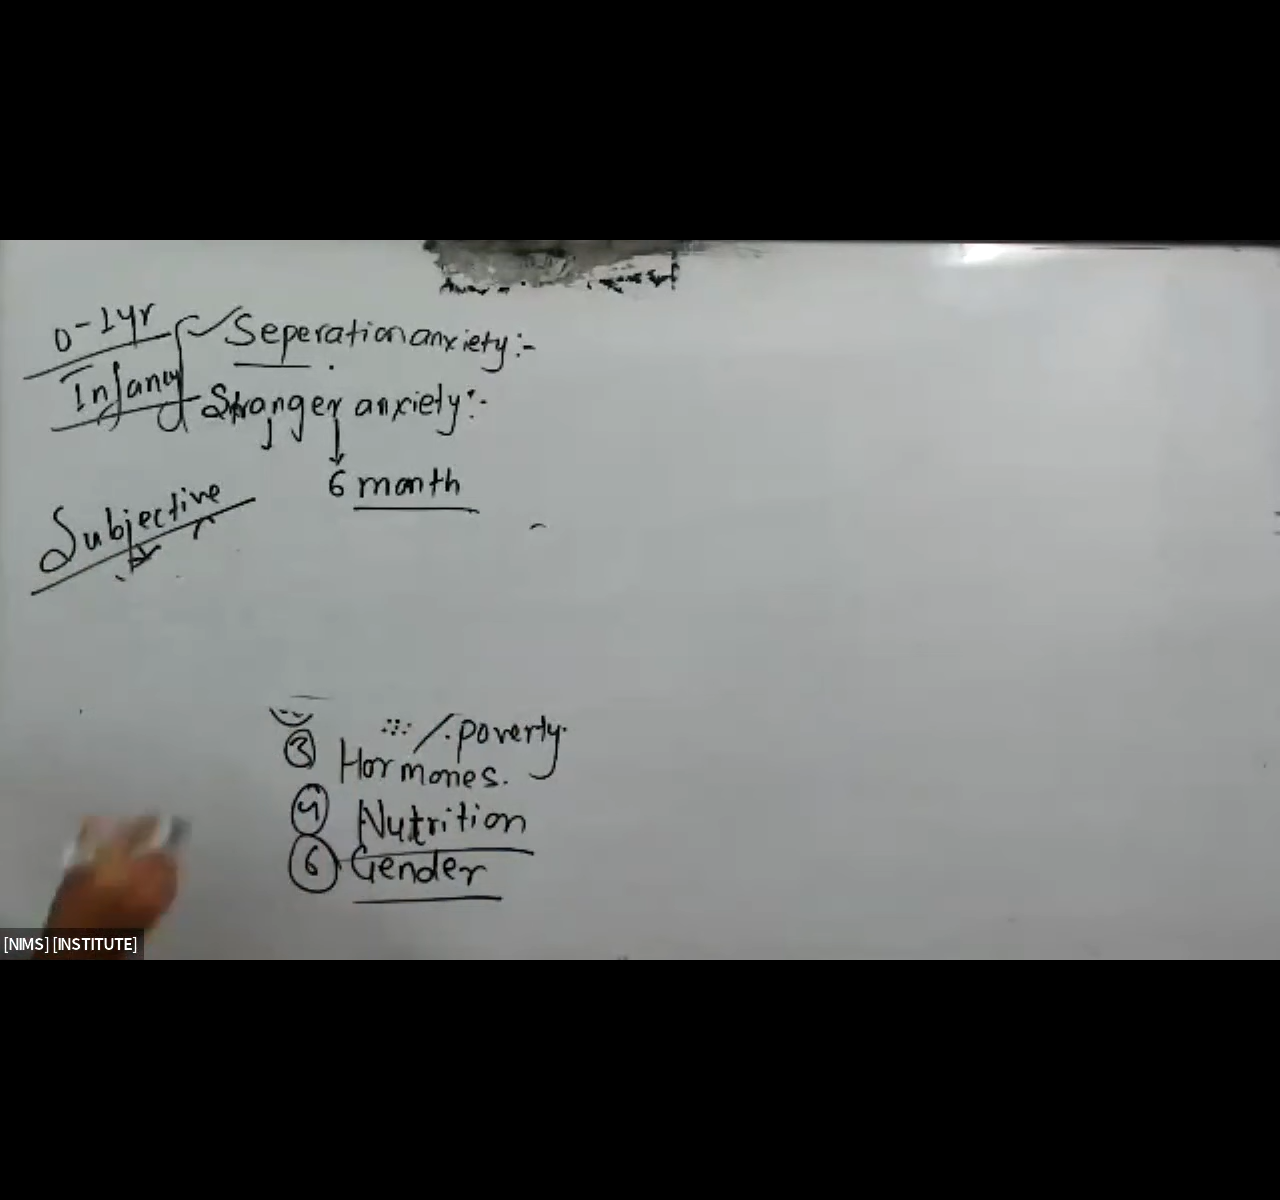 0-1yr
Infancy
Seperation anxiety:-
Stranger anxiety:-
6 month
Subjective
3 Hormones.
/.poverty.
4 Nutrition
6 Gender
[NIMS] [INSTITUTE]